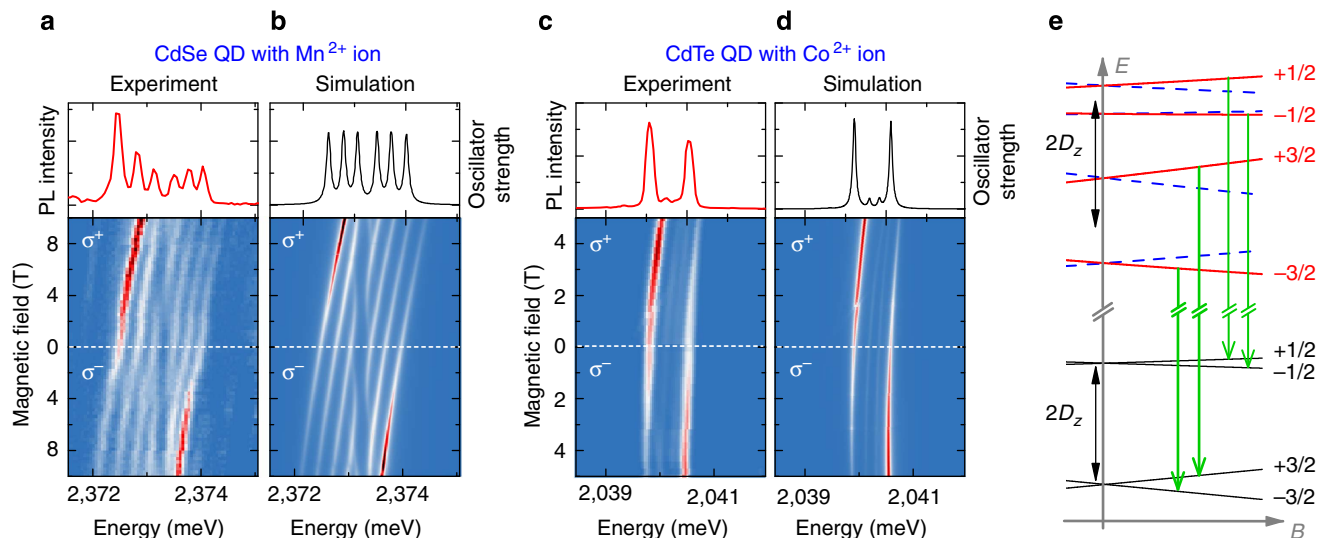 a
b
CdSe QD with Mn²⁺ ion
Experiment
Simulation
PL intensity
Oscillator
strength
Magnetic field (T)
8
4
0
4
8
σ⁺
σ⁻
σ⁺
σ⁻
2,372
2,374
2,372
2,374
Energy (meV)
Energy (meV)
c
d
CdTe QD with Co²⁺ ion
Experiment
Simulation
PL intensity
Oscillator
strength
Magnetic field (T)
4
2
0
2
4
σ⁺
σ⁻
σ⁺
σ⁻
2,039
2,041
2,039
2,041
Energy (meV)
Energy (meV)
e
E
+1/2
−1/2
2D_z
+3/2
−3/2
+1/2
−1/2
2D_z
+3/2
−3/2
B